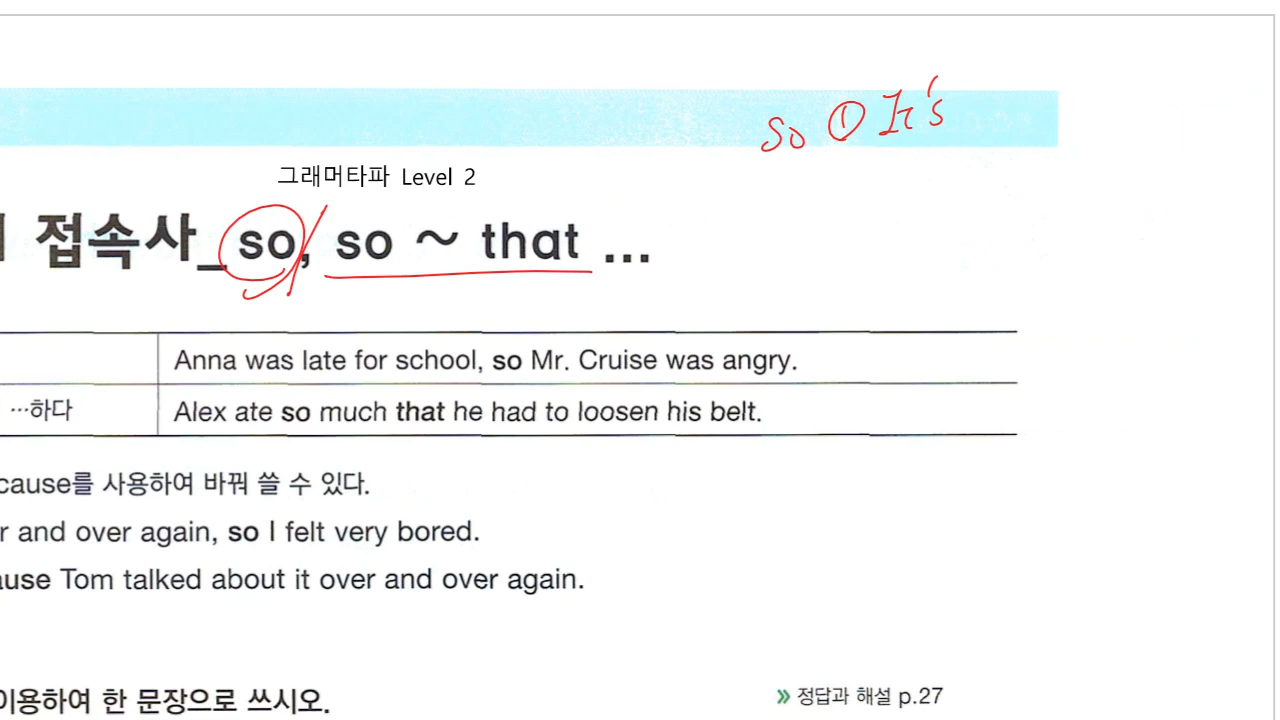 so ① It's
그래머타파 Level 2
접속사_so, so ~ that ...
Anna was late for school, so Mr. Cruise was angry.
…하다
Alex ate so much that he had to loosen his belt.
cause를 사용하여 바꿔 쓸 수 있다.
r and over again, so I felt very bored.
ause Tom talked about it over and over again.
이용하여 한 문장으로 쓰시오.
» 정답과 해설 p.27